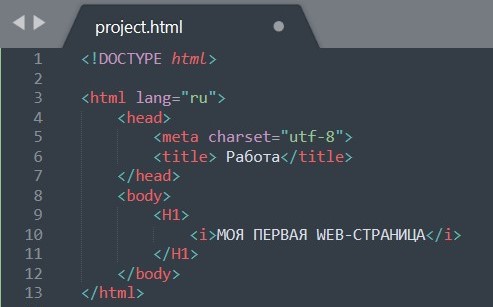 project.html
1 <!DOCTYPE html>
2
3 <html lang="ru">
4 <head>
5 <meta charset="utf-8">
6 <title> Работа</title>
7 </head>
8 <body>
9 <H1>
10 <i>МОЯ ПЕРВАЯ WEB-СТРАНИЦА</i>
11 </H1>
12 </body>
13 </html>